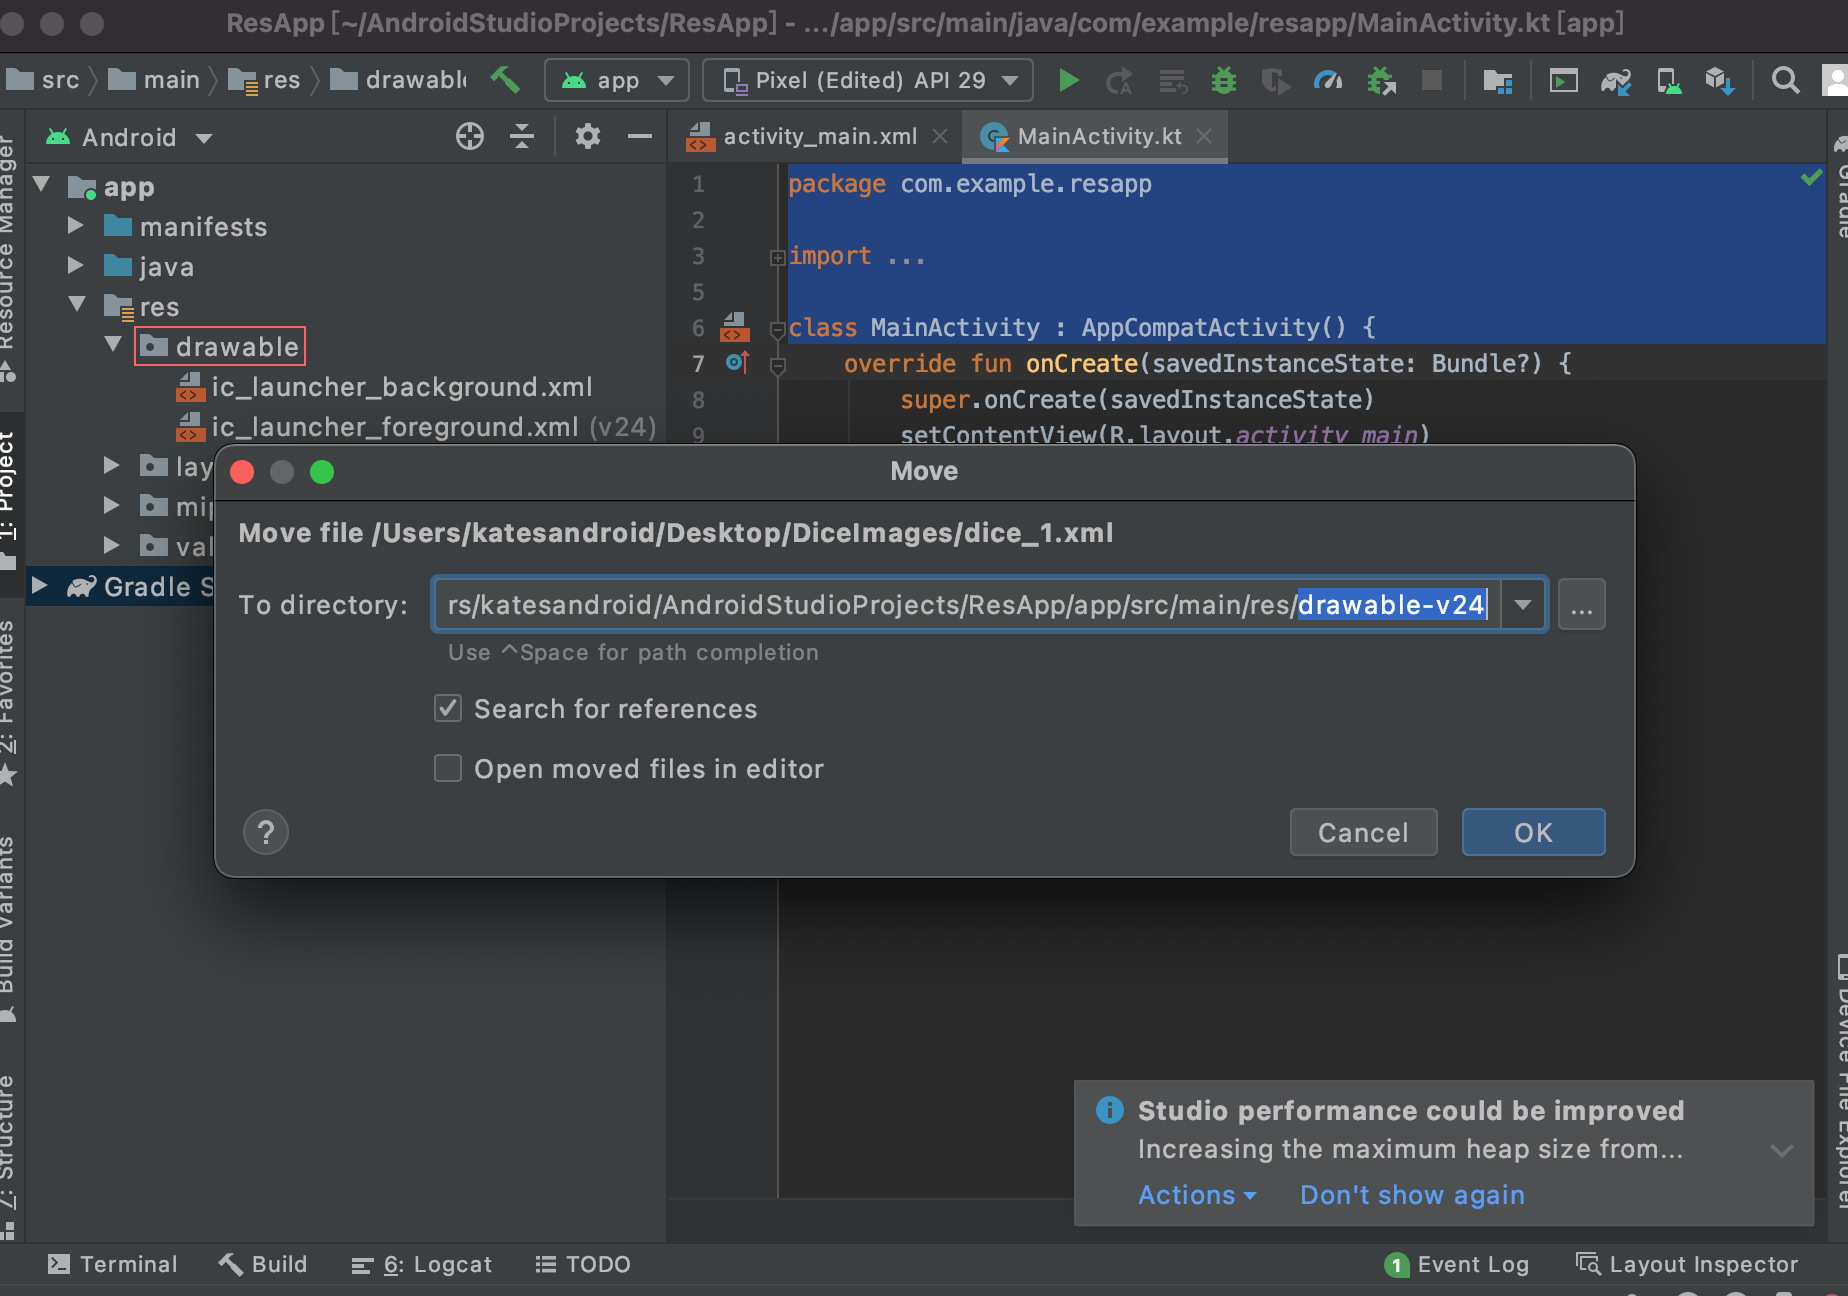 ResApp [~/AndroidStudioProjects/ResApp] - .../app/src/main/java/com/example/resapp/MainActivity.kt [app]
src main res drawabl app Pixel (Edited) API 29
Android
activity_main.xml MainActivity.kt
Resource Manager
1: Project
2: Favorites
Build Variants
7: Structure
app
manifests
java
res
drawable
ic_launcher_background.xml
ic_launcher_foreground.xml (v24)
lay
mip
val
Gradle S
1 package com.example.resapp
2
3 import ...
5
6 class MainActivity : AppCompatActivity() {
7 override fun onCreate(savedInstanceState: Bundle?) {
8 super.onCreate(savedInstanceState)
9 setContentView(R.layout.activity_main)
Gradle
Device File Explorer
Move
Move file /Users/katesandroid/Desktop/DiceImages/dice_1.xml
To directory: rs/katesandroid/AndroidStudioProjects/ResApp/app/src/main/res/drawable-v24 ...
Use ^Space for path completion
Search for references
Open moved files in editor
? Cancel OK
Studio performance could be improved
Increasing the maximum heap size from...
Actions Don't show again
Terminal Build 6: Logcat TODO 1 Event Log Layout Inspector